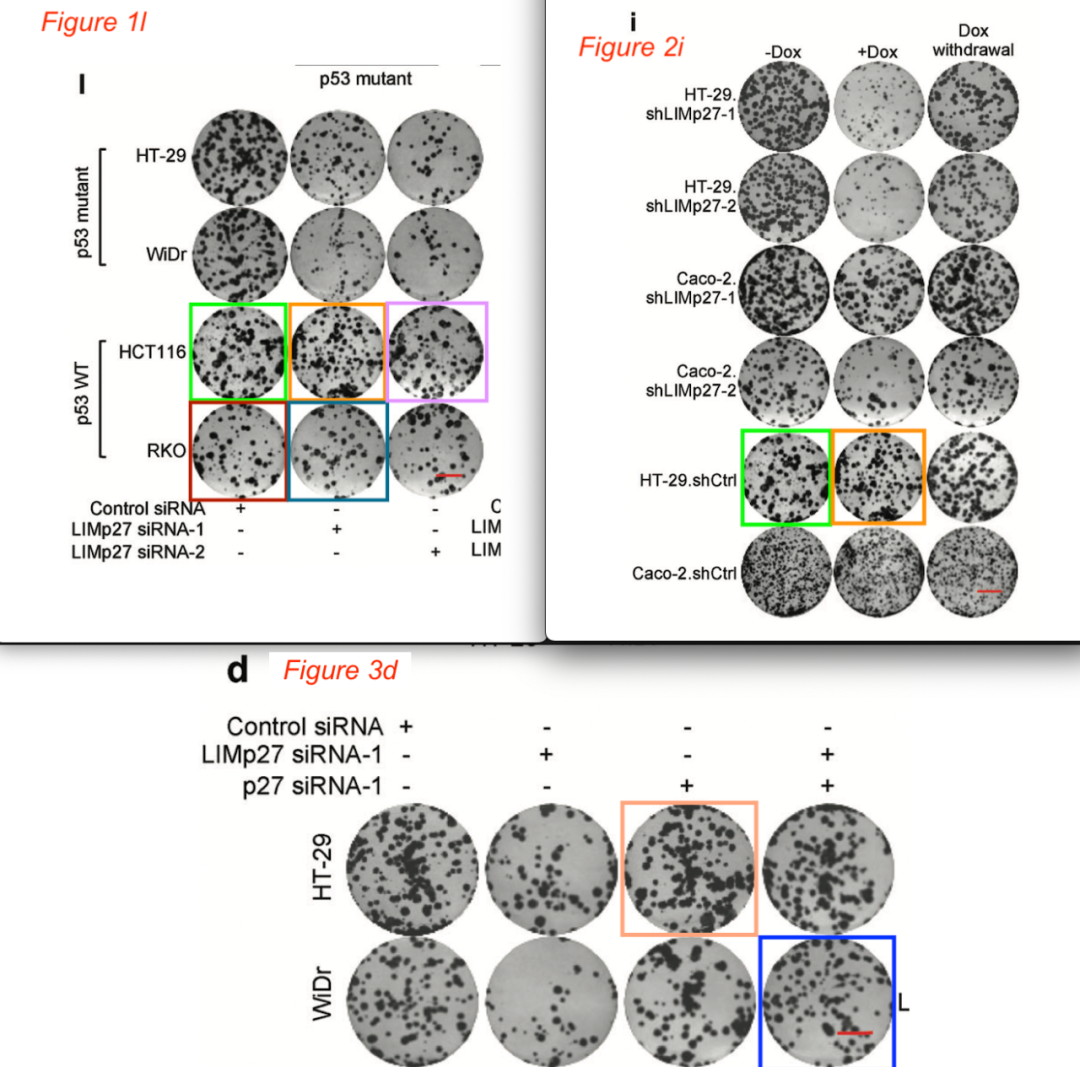 Figure 1l
l
p53 mutant
p53 mutant
HT-29
WiDr
p53 WT
HCT116
RKO
Control siRNA + - - C
LIMp27 siRNA-1 - + - LIM
LIMp27 siRNA-2 - - + LIM
i
Figure 2i
-Dox +Dox Dox
withdrawal
HT-29.
shLIMp27-1
HT-29.
shLIMp27-2
Caco-2.
shLIMp27-1
Caco-2.
shLIMp27-2
HT-29.shCtrl
Caco-2.shCtrl
d
Figure 3d
Control siRNA + - - -
LIMp27 siRNA-1 - + - +
p27 siRNA-1 - - + +
HT-29
WiDr
L